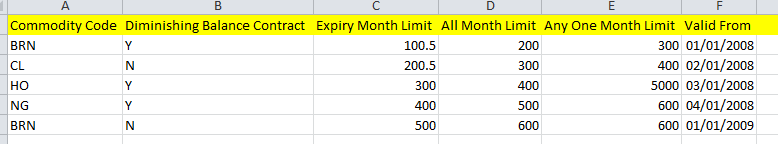 A B C D E F
Commodity Code Diminishing Balance Contract Expiry Month Limit All Month Limit Any One Month Limit Valid From
BRN Y 100.5 200 300 01/01/2008
CL N 200.5 300 400 02/01/2008
HO Y 300 400 5000 03/01/2008
NG Y 400 500 600 04/01/2008
BRN N 500 600 600 01/01/2009